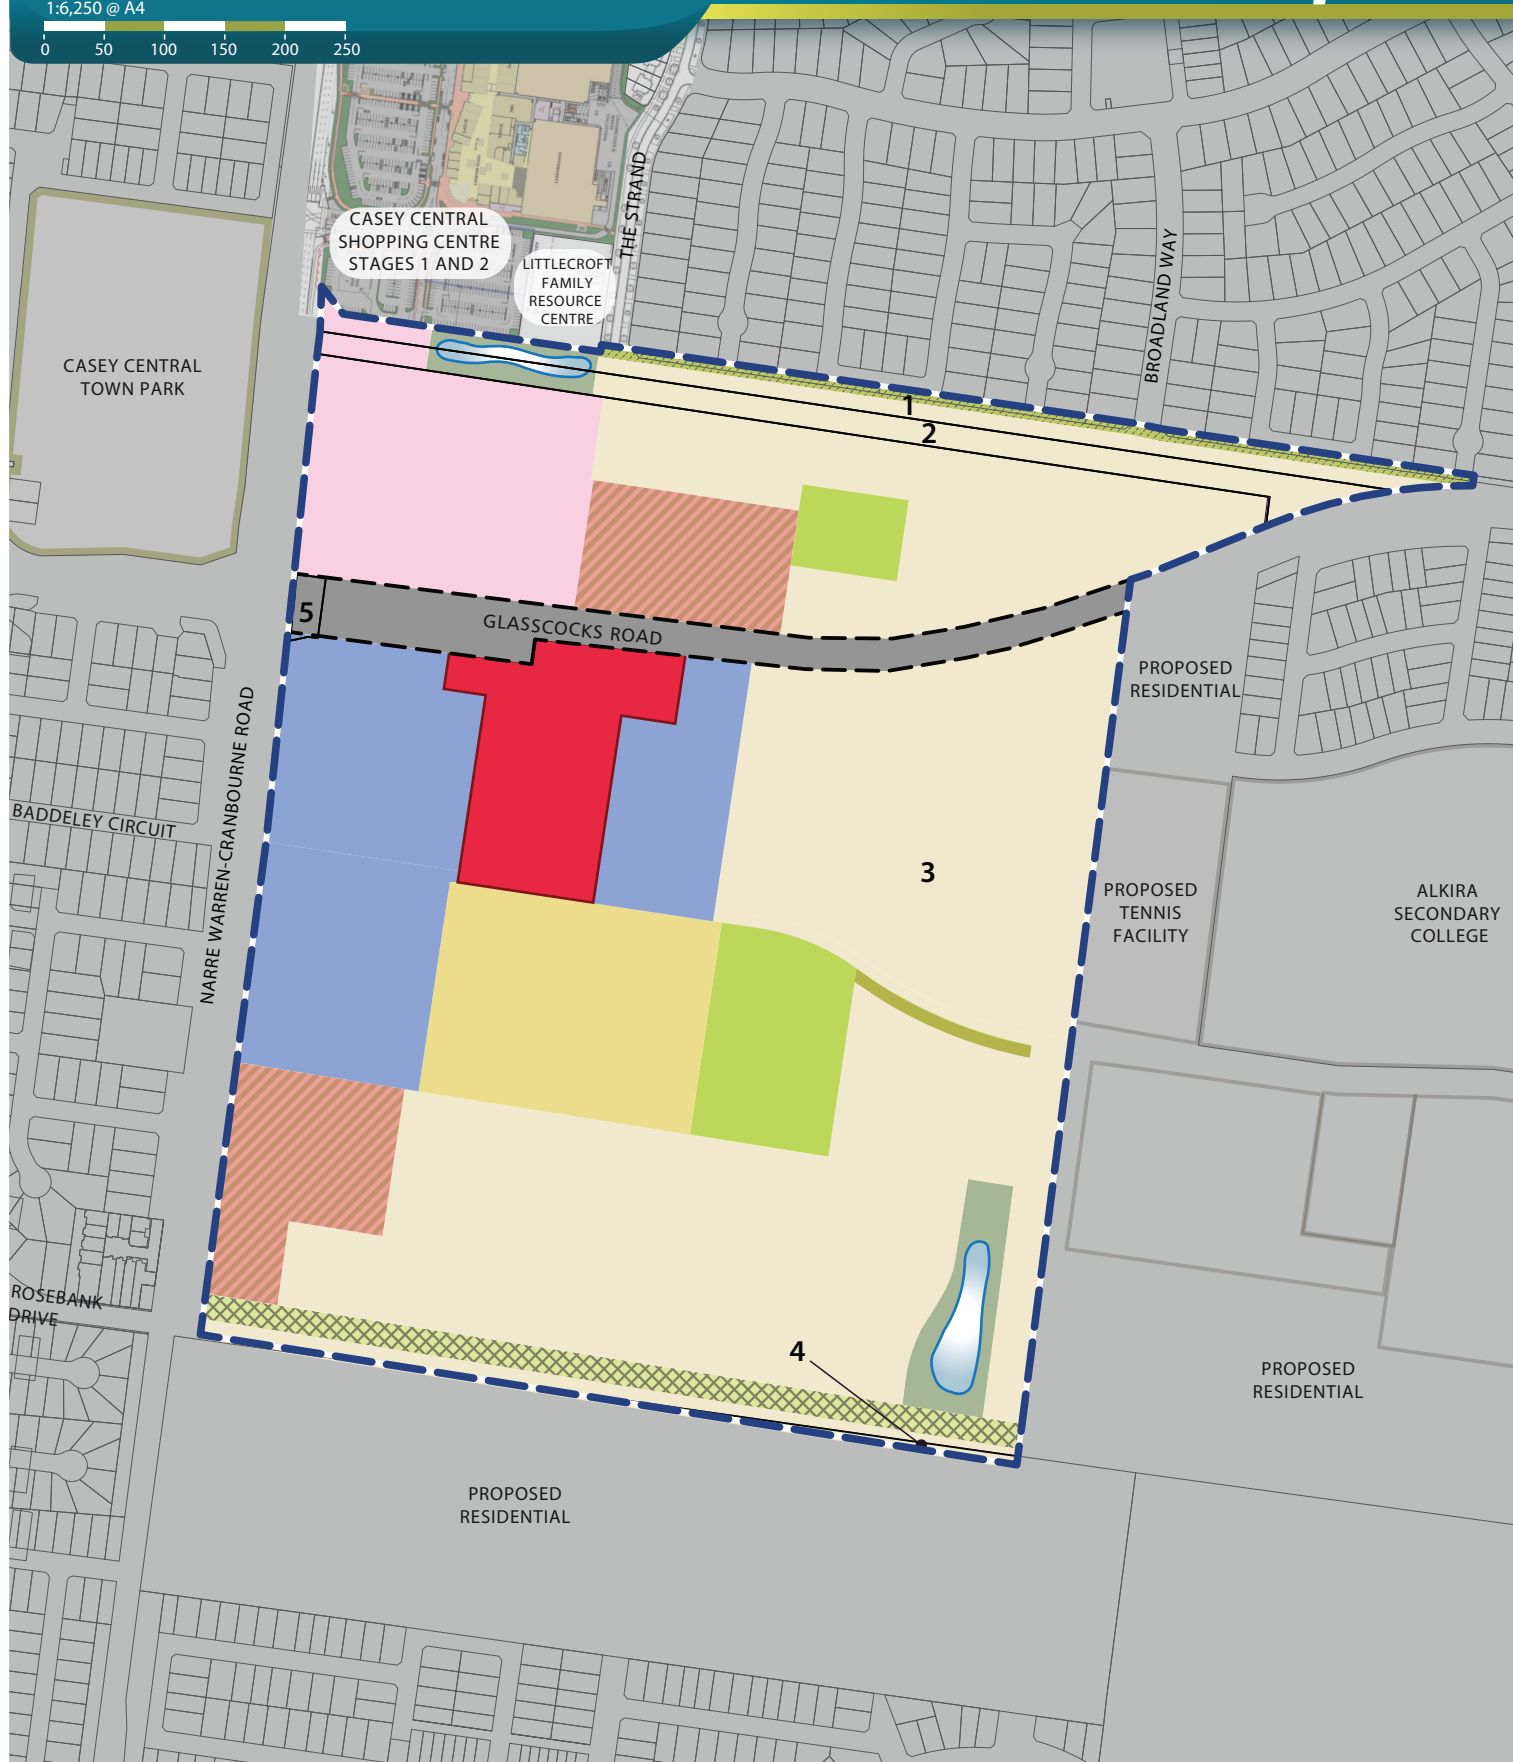 1:6,250 @ A4
0 50 100 150 200 250
CASEY CENTRAL
SHOPPING CENTRE
STAGES 1 AND 2
LITTLECROFT
FAMILY
RESOURCE
CENTRE
THE STRAND
BROADLAND WAY
CASEY CENTRAL
TOWN PARK
1
2
5
GLASSCOCKS ROAD
PROPOSED
RESIDENTIAL
NARRE WARREN-CRANBOURNE ROAD
BADDELEY CIRCUIT
3
PROPOSED
TENNIS
FACILITY
ALKIRA
SECONDARY
COLLEGE
ROSEBANK
DRIVE
4
PROPOSED
RESIDENTIAL
PROPOSED
RESIDENTIAL